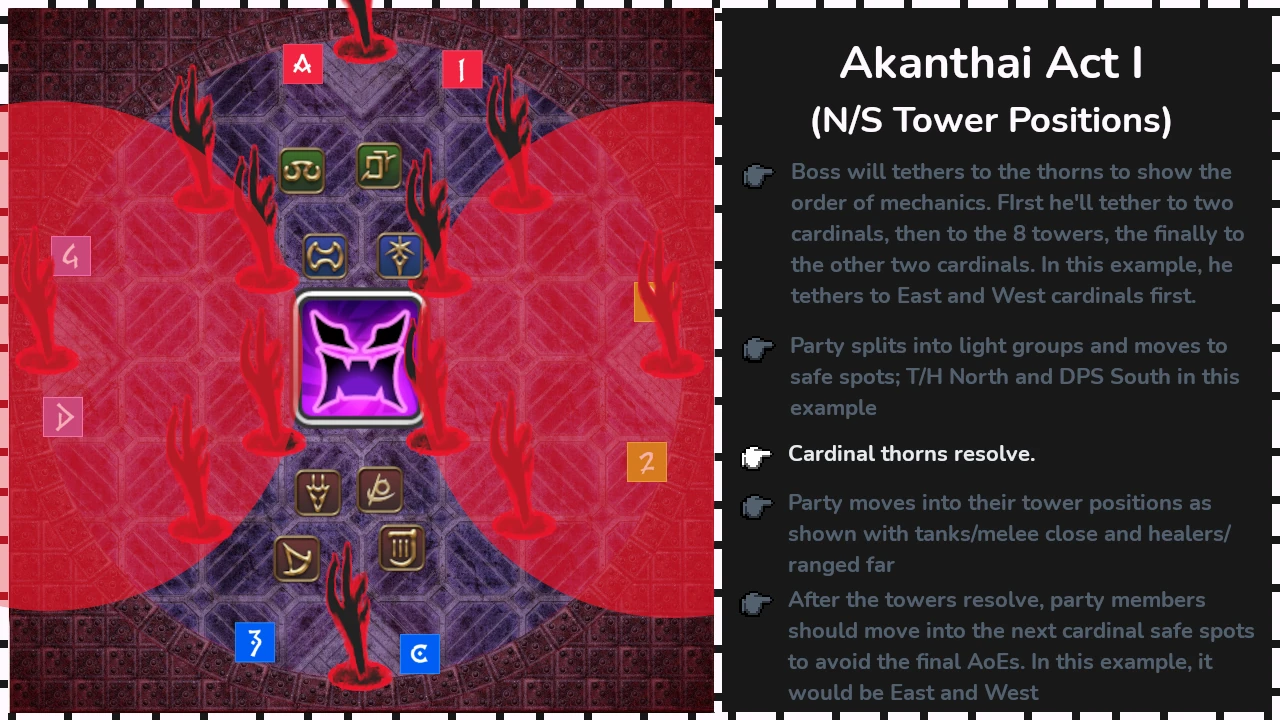 Akanthai Act I
(N/S Tower Positions)
Boss will tethers to the thorns to show the
order of mechanics. FIrst he'll tether to two
cardinals, then to the 8 towers, the finally to
the other two cardinals. In this example, he
tethers to East and West cardinals first.
Party splits into light groups and moves to
safe spots; T/H North and DPS South in this
example
Cardinal thorns resolve.
Party moves into their tower positions as
shown with tanks/melee close and healers/
ranged far
After the towers resolve, party members
should move into the next cardinal safe spots
to avoid the final AoEs. In this example, it
would be East and West
A
1
4
D
2
3
C